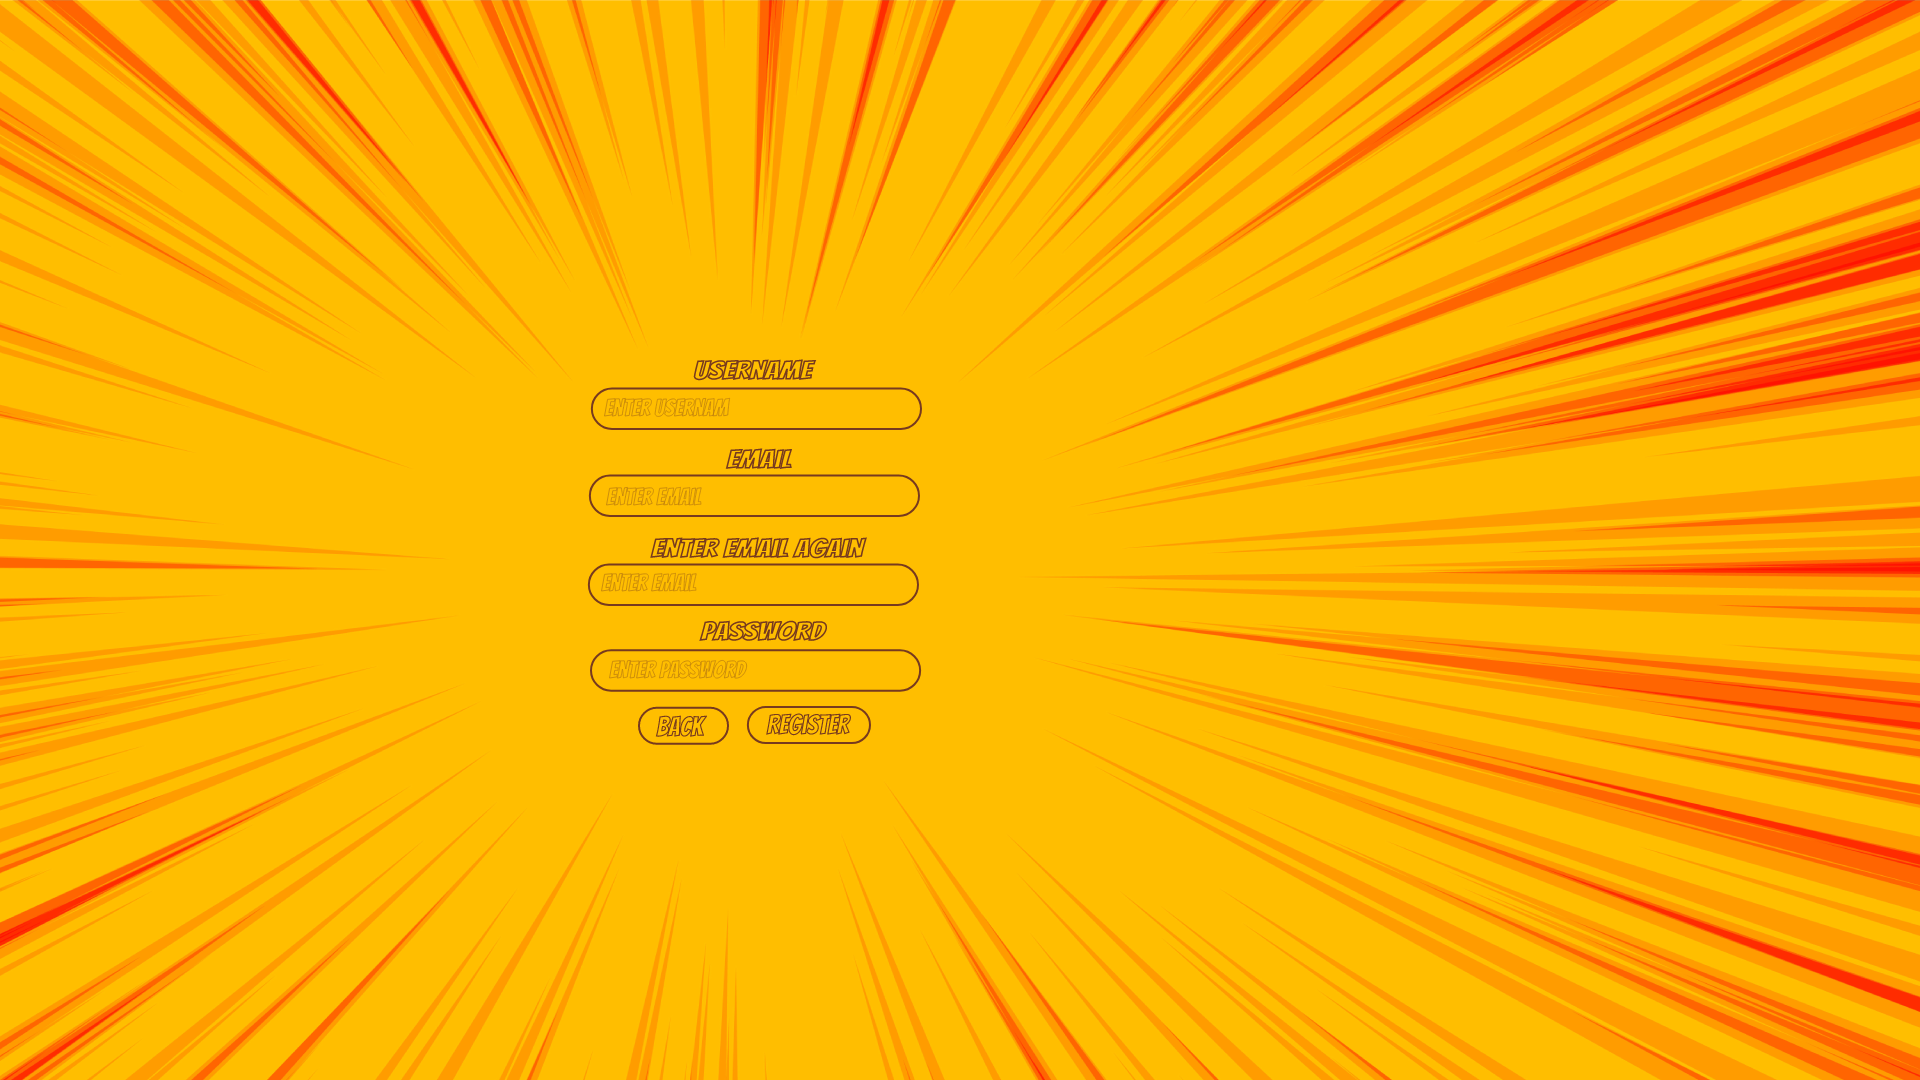 USERNAME
ENTER USERNAM
EMAIL
ENTER EMAIL
ENTER EMAIL AGAIN
ENTER EMAIL
PASSWORD
ENTER PASSWORD
BACK
REGISTER